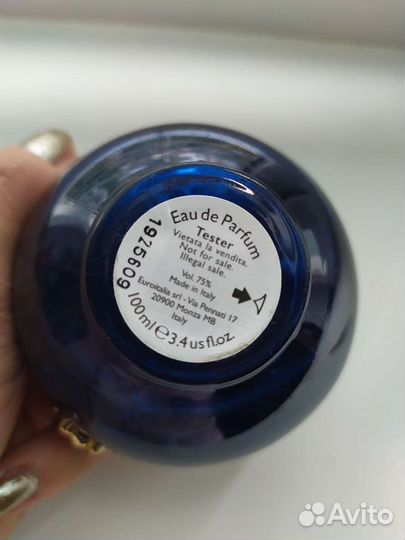 Eau de Parfum
Tester
Vietata la vendita.
Not for sale.
Illegal sale.
Vol. 75%
Made in Italy
Euroitalia srl - Via Pennati 17
20900 Monza MB
Italy
100ml e 3.4 us fl.oz.
1925609
Avito